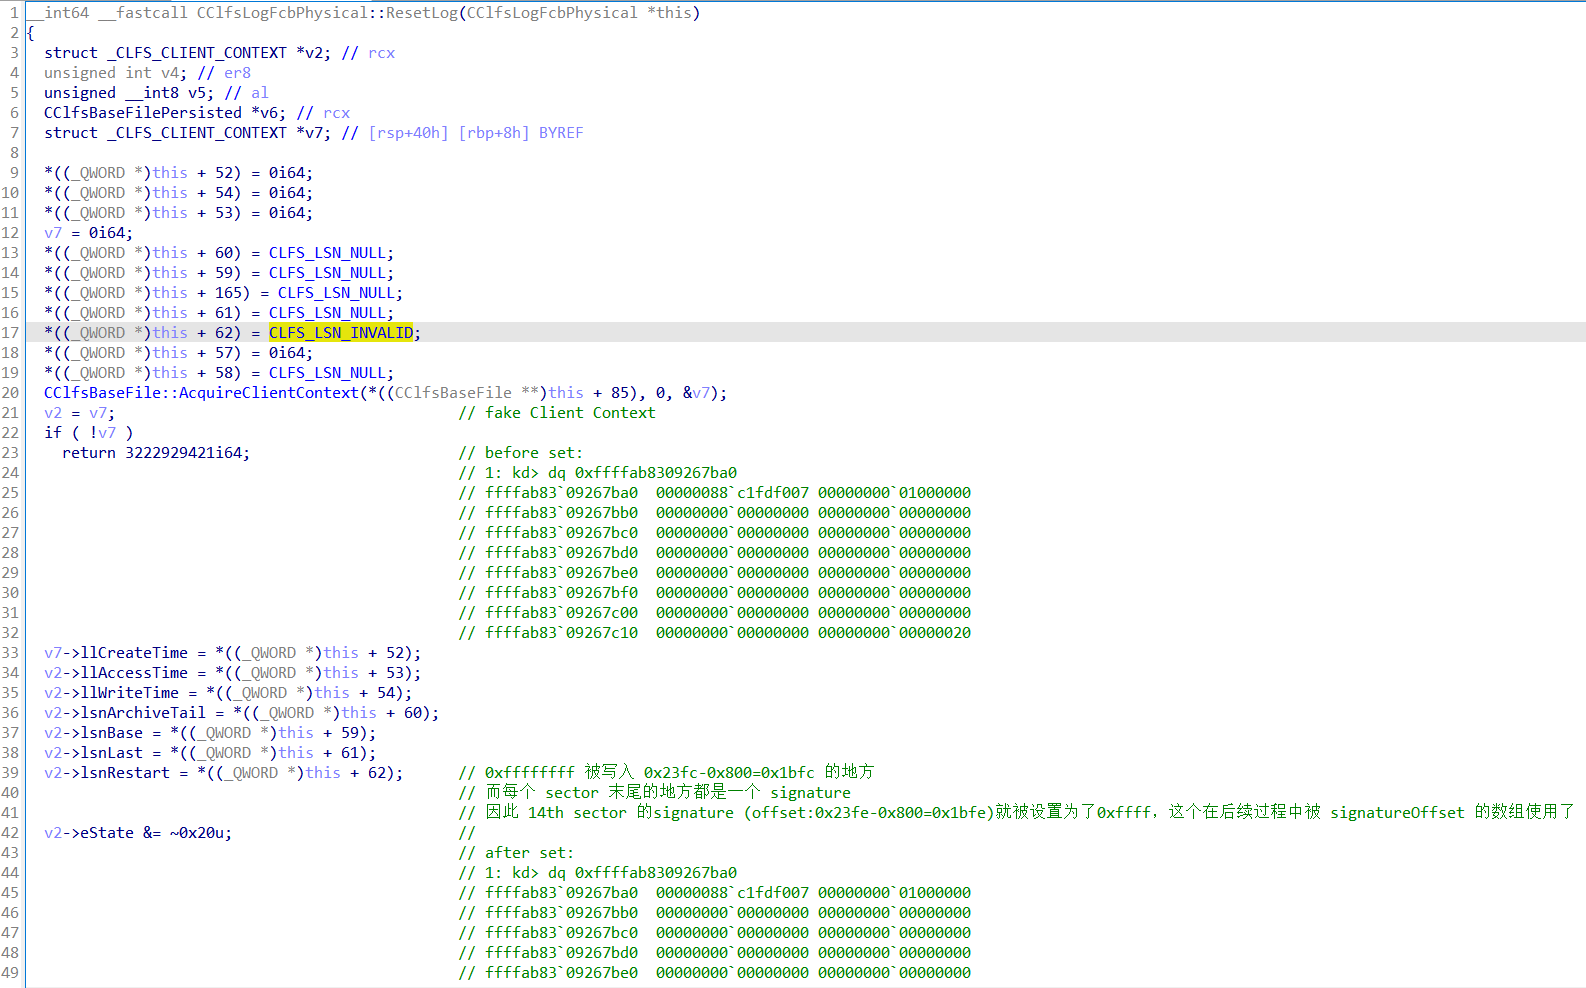 1 __int64 __fastcall CClfsLogFcbPhysical::ResetLog(CClfsLogFcbPhysical *this)
2 {
3   struct _CLFS_CLIENT_CONTEXT *v2; // rcx
4   unsigned int v4; // er8
5   unsigned __int8 v5; // al
6   CClfsBaseFilePersisted *v6; // rcx
7   struct _CLFS_CLIENT_CONTEXT *v7; // [rsp+40h] [rbp+8h] BYREF
8
9   *((_QWORD *)this + 52) = 0i64;
10   *((_QWORD *)this + 54) = 0i64;
11   *((_QWORD *)this + 53) = 0i64;
12   v7 = 0i64;
13   *((_QWORD *)this + 60) = CLFS_LSN_NULL;
14   *((_QWORD *)this + 59) = CLFS_LSN_NULL;
15   *((_QWORD *)this + 165) = CLFS_LSN_NULL;
16   *((_QWORD *)this + 61) = CLFS_LSN_NULL;
17   *((_QWORD *)this + 62) = CLFS_LSN_INVALID;
18   *((_QWORD *)this + 57) = 0i64;
19   *((_QWORD *)this + 58) = CLFS_LSN_NULL;
20   CClfsBaseFile::AcquireClientContext(*((CClfsBaseFile **)this + 85), 0, &v7);
21   v2 = v7; // fake Client Context
22   if ( !v7 )
23     return 3222929421i64; // before set:
24 // 1: kd> dq 0xffffab8309267ba0
25 // ffffab83`09267ba0  00000088`c1fdf007 00000000`01000000
26 // ffffab83`09267bb0  00000000`00000000 00000000`00000000
27 // ffffab83`09267bc0  00000000`00000000 00000000`00000000
28 // ffffab83`09267bd0  00000000`00000000 00000000`00000000
29 // ffffab83`09267be0  00000000`00000000 00000000`00000000
30 // ffffab83`09267bf0  00000000`00000000 00000000`00000000
31 // ffffab83`09267c00  00000000`00000000 00000000`00000000
32 // ffffab83`09267c10  00000000`00000000 00000000`00000020
33   v7->llCreateTime = *((_QWORD *)this + 52);
34   v2->llAccessTime = *((_QWORD *)this + 53);
35   v2->llWriteTime = *((_QWORD *)this + 54);
36   v2->lsnArchiveTail = *((_QWORD *)this + 60);
37   v2->lsnBase = *((_QWORD *)this + 59);
38   v2->lsnLast = *((_QWORD *)this + 61);
39   v2->lsnRestart = *((_QWORD *)this + 62); // 0xffffffff 被写入 0x23fc-0x800=0x1bfc 的地方
40 // 而每个 sector 末尾的地方都是一个 signature
41 // 因此 14th sector 的signature (offset:0x23fe-0x800=0x1bfe)就被设置为了0xffff，这个在后续过程中被 signatureOffset 的数组使用了
42   v2->eState &= ~0x20u; //
43 // after set:
44 // 1: kd> dq 0xffffab8309267ba0
45 // ffffab83`09267ba0  00000088`c1fdf007 00000000`01000000
46 // ffffab83`09267bb0  00000000`00000000 00000000`00000000
47 // ffffab83`09267bc0  00000000`00000000 00000000`00000000
48 // ffffab83`09267bd0  00000000`00000000 00000000`00000000
49 // ffffab83`09267be0  00000000`00000000 00000000`00000000